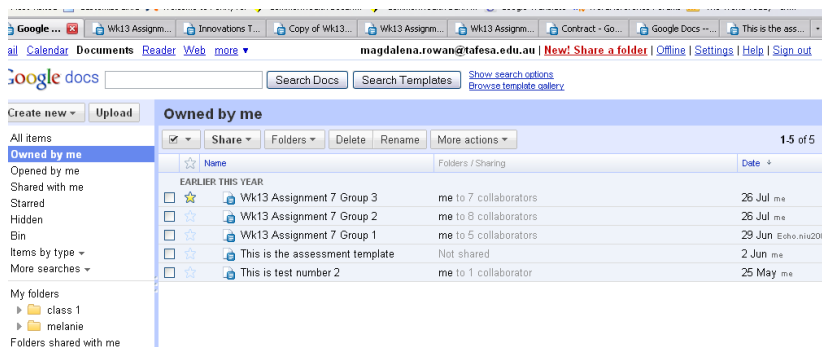 Google ... Wk13 Assignm... Innovations T... Copy of Wk13... Wk13 Assignm... Wk13 Assignm... Contract - Go... Google Docs --... This is the ass...
ail Calendar Documents Reader Web more ▼ magdalena.rowan@tafesa.edu.au | New! Share a folder | Offline | Settings | Help | Sign out
Google docs Search Docs Search Templates Show search options
Browse template gallery
Create new Upload Owned by me
All items Share Folders Delete Rename More actions 1-5 of 5
Owned by me
Opened by me Name Folders / Sharing Date
Shared with me EARLIER THIS YEAR
Starred Wk13 Assignment 7 Group 3 me to 7 collaborators 26 Jul me
Hidden Wk13 Assignment 7 Group 2 me to 8 collaborators 26 Jul me
Bin Wk13 Assignment 7 Group 1 me to 5 collaborators 29 Jun Echo.niu200
Items by type This is the assessment template Not shared 2 Jun me
More searches This is test number 2 me to 1 collaborator 25 May me
My folders
class 1
melanie
Folders shared with me